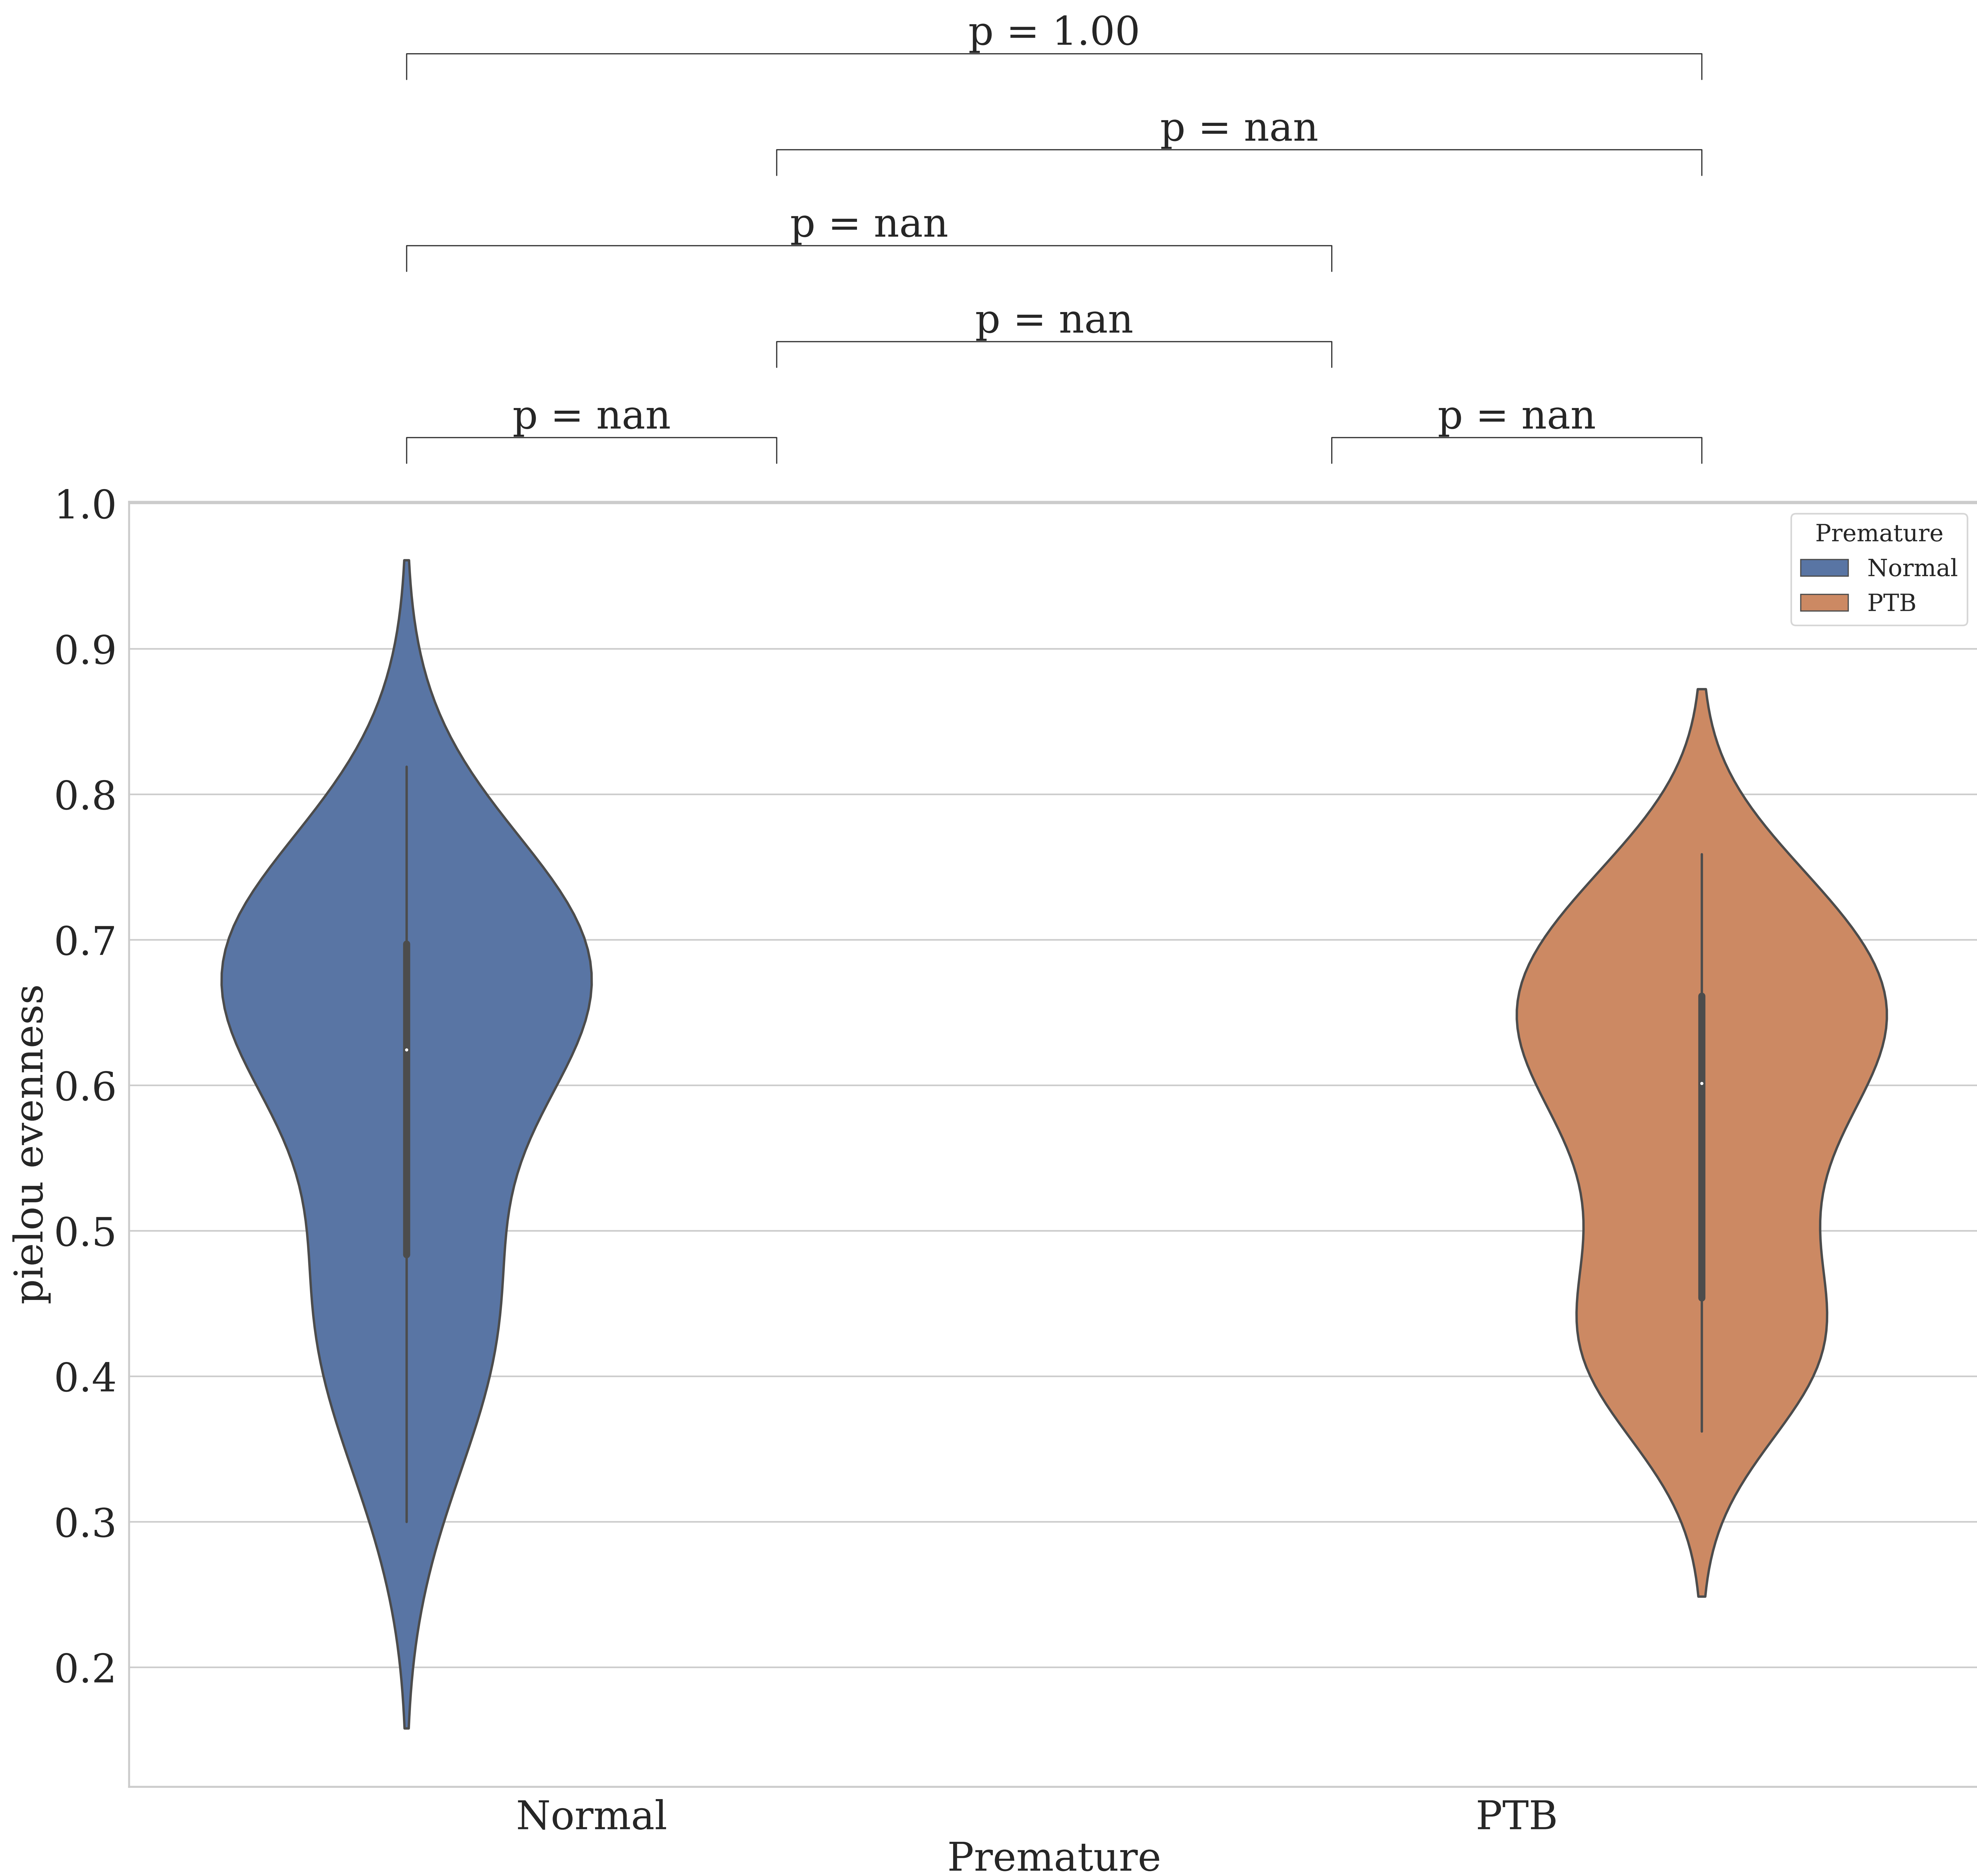 p = 1.00
p = nan
p = nan
p = nan
p = nan
p = nan
1.0
0.9
0.8
0.7
0.6
0.5
0.4
0.3
0.2
pielou evenness
Premature
Normal
PTB
Normal
PTB
Premature